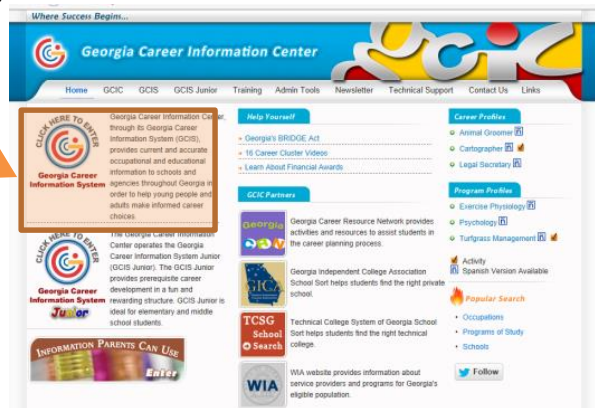 Where Success Begins...
Georgia Career Information Center
gcic
Home GCIC GCIS GCIS Junior Training Admin Tools Newsletter Technical Support Contact Us Links
CLICK HERE TO ENTER
Georgia Career
Information System
Georgia Career Information Center,
through its Georgia Career
Information System (GCIS),
provides current and accurate
occupational and educational
information to schools and
agencies throughout Georgia in
order to help young people and
adults make informed career
choices.
CLICK HERE TO ENTER
Georgia Career
Information System
Junior
The Georgia Career Information
Center operates the Georgia
Career Information System Junior
(GCIS Junior). The GCIS Junior
provides prerequisite career
development in a fun and
rewarding structure. GCIS Junior is
ideal for elementary and middle
school students.
INFORMATION PARENTS CAN USE
Enter
Help Yourself
Georgia's BRIDGE Act
16 Career Cluster Videos
Learn About Financial Awards
GCIC Partners
Georgia
Georgia Career Resource Network provides
activities and resources to assist students in
the career planning process.
GICA
Georgia Independent College Association
School Sort helps students find the right private
school.
TCSG
School
Search
Technical College System of Georgia School
Sort helps students find the right technical
college.
WIA
WIA website provides information about
service providers and programs for Georgia's
eligible population.
Career Profiles
Animal Groomer
Cartographer
Legal Secretary
Program Profiles
Exercise Physiology
Psychology
Turfgrass Management
Activity
Spanish Version Available
Popular Search
Occupations
Programs of Study
Schools
Follow